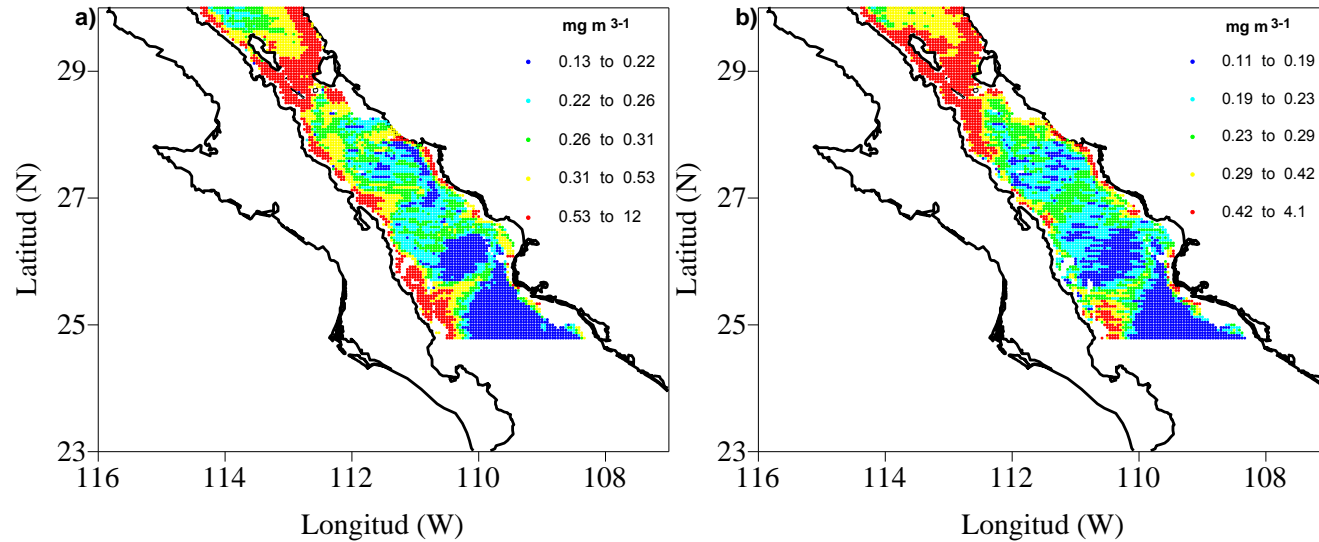 a)
mg m 3-1
0.13 to 0.22
0.22 to 0.26
0.26 to 0.31
0.31 to 0.53
0.53 to 12
29
27
25
23
Latitud (N)
116 114 112 110 108
Longitud (W)
b)
mg m 3-1
0.11 to 0.19
0.19 to 0.23
0.23 to 0.29
0.29 to 0.42
0.42 to 4.1
29
27
25
23
Latitud (N)
116 114 112 110 108
Longitud (W)